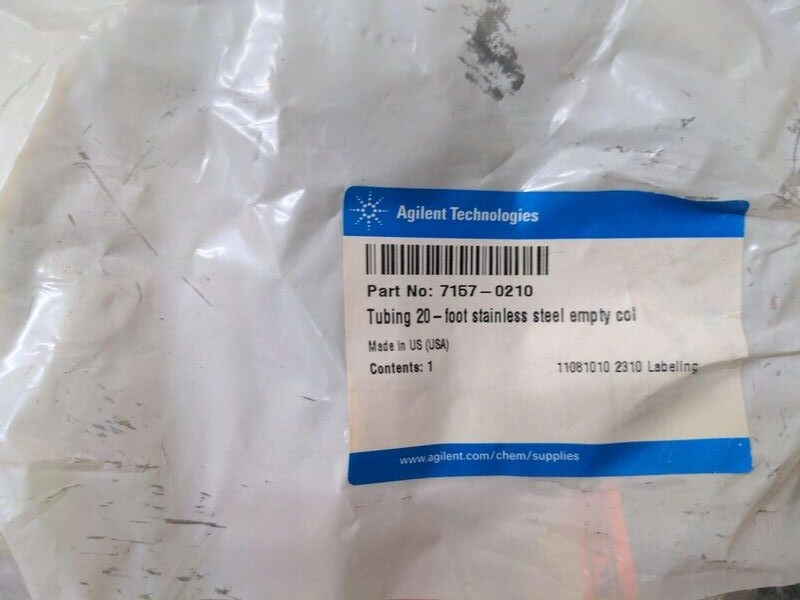 Agilent Technologies
Part No: 7157-0210
Tubing 20-foot stainless steel empty col
Made in US (USA)
Contents: 1
11081010 2310 Labeling
www.agilent.com/chem/supplies